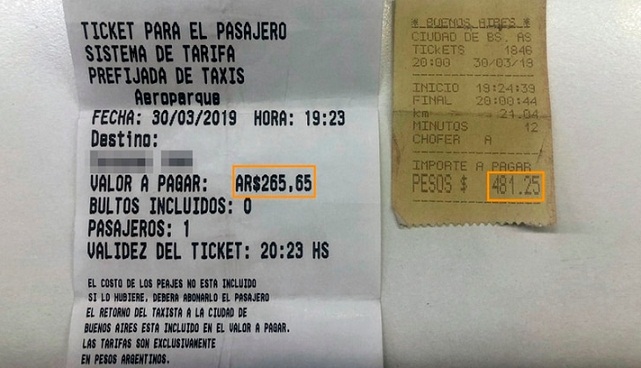 TICKET PARA EL PASAJERO
SISTEMA DE TARIFA
PREFIJADA DE TAXIS
Aeroparque
FECHA: 30/03/2019 HORA: 19:23
Destino:
VALOR A PAGAR: AR$265,65
BULTOS INCLUIDOS: 0
PASAJEROS: 1
VALIDEZ DEL TICKET: 20:23 HS
EL COSTO DE LOS PEAJES NO ESTA INCLUIDO
SI LO HUBIERE, DEBERA ABONARLO EL PASAJERO
EL RETORNO DEL TAXISTA A LA CIUDAD DE
BUENOS AIRES ESTA INCLUIDO EN EL VALOR A PAGAR.
LAS TARIFAS SON EXCLUSIVAMENTE
EN PESOS ARGENTINOS.
* BUENOS AIRES *
CIUDAD DE BS. AS
TICKETS 1846
20:00 30/03/19
INICIO 19:24:39
FINAL 20:00:44
km 21.04
MINUTOS 12
CHOFER A
IMPORTE A PAGAR
PESOS $ 481.25